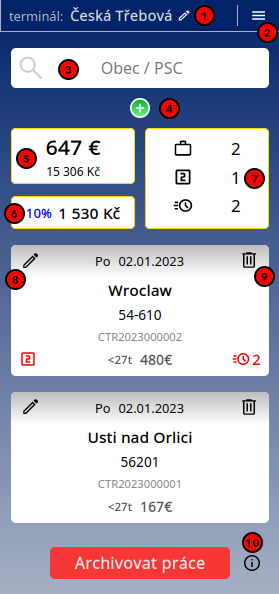 terminál: Česká Třebová 1
2
3 Obec / PSC
4
5 647 €
15 306 Kč
6 10% 1 530 Kč
2
1 7
2
Po 02.01.2023
8 9
Wroclaw
54-610
CTR2023000002
2 <27t 480€ 2
Po 02.01.2023
Usti nad Orlici
56201
CTR2023000001
<27t 167€
10
Archivovat práce